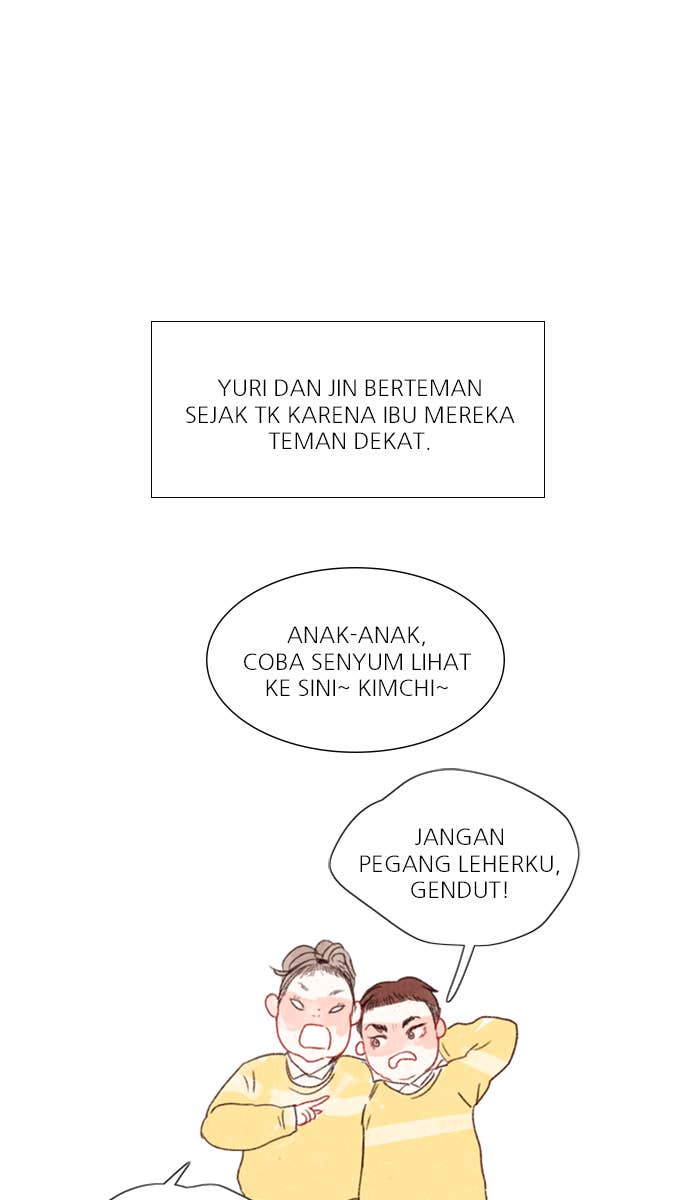 YURI DAN JIN BERTEMAN
SEJAK TK KARENA IBU MEREKA
TEMAN DEKAT.
ANAK-ANAK,
COBA SENYUM LIHAT
KE SINI~ KIMCHI~
JANGAN
PEGANG LEHERKU,
GENDUT!